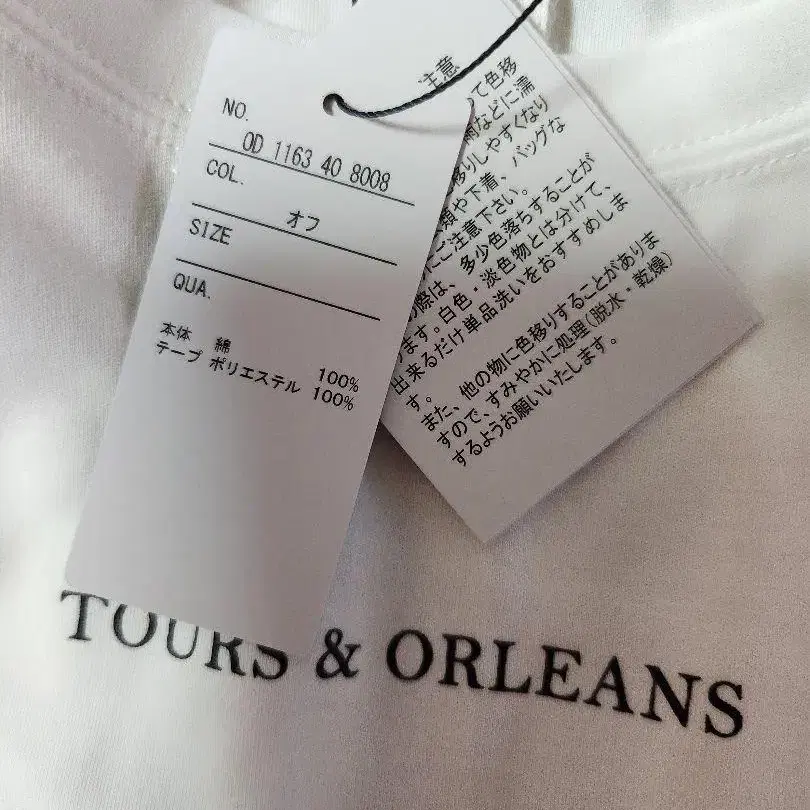 NO.
OD 1163 40 8008
COL.
オフ
SIZE
QUA.
本体 綿 100%
テープ ポリエステル 100%
注意
て色移
雨などに濡
移りしやすくなり
類や下着、バッグな
にご注意下さい。
の際は、多少色落ちすることが
ります。白色・淡色物とは分けて、
出来るだけ単品洗いをおすすめしま
す。
また、他の物に色移りすることがありま
すので、すみやかに処理(脱水・乾燥)
するようお願いいたします。
TOURS & ORLEANS